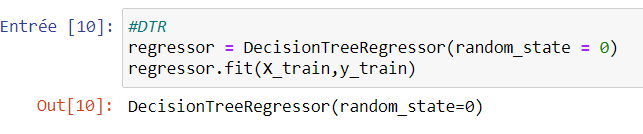 Entrée [10]: #DTR
regressor = DecisionTreeRegressor(random_state = 0)
regressor.fit(X_train,y_train)
Out[10]: DecisionTreeRegressor(random_state=0)